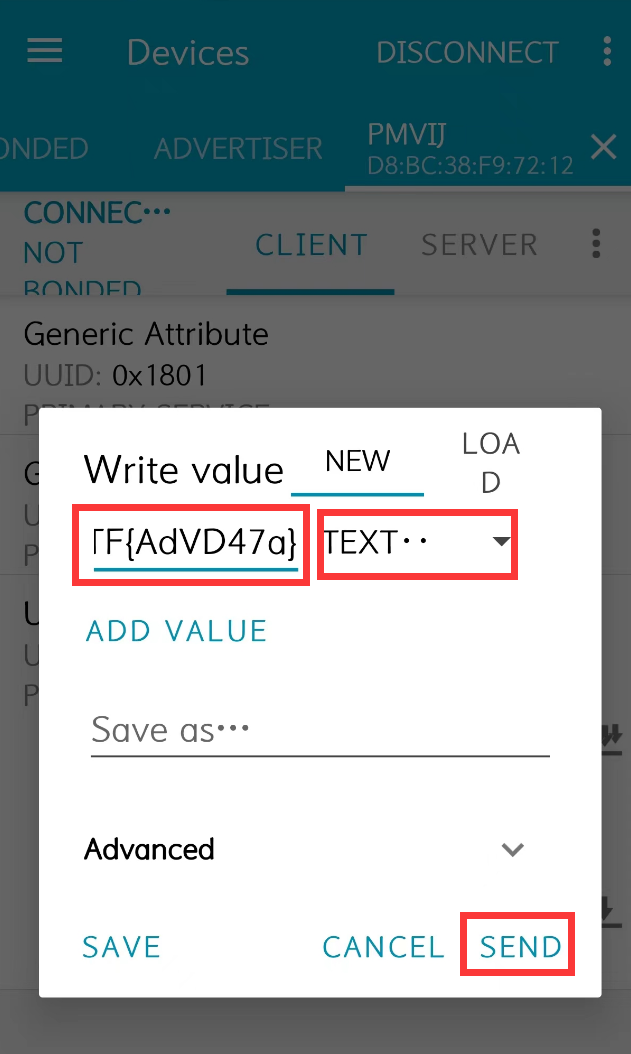 Devices
DISCONNECT
ONDED
ADVERTISER
PMVIJ
D8:BC:38:F9:72:12
CONNEC···
NOT
BONDED
CLIENT
SERVER
Generic Attribute
UUID: 0x1801
PRIMARY SERVICE
Write value
NEW
LOA
D
TF{AdVD47a}
TEXT··
ADD VALUE
Save as···
Advanced
SAVE
CANCEL
SEND